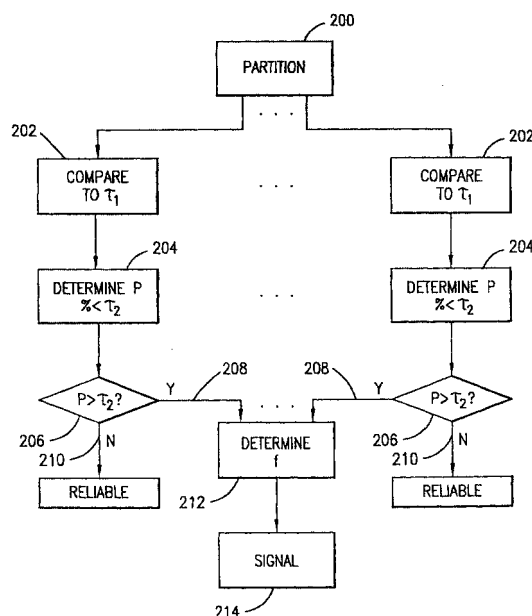 200
PARTITION
. . .
202
202
COMPARE
TO τ1
. . .
COMPARE
TO τ1
204
204
DETERMINE P
%< τ2
. . .
DETERMINE P
%< τ2
208
208
P> τ2?
Y
. . .
Y
P> τ2?
206
206
210
N
210
N
DETERMINE
f
RELIABLE
212
RELIABLE
SIGNAL
214